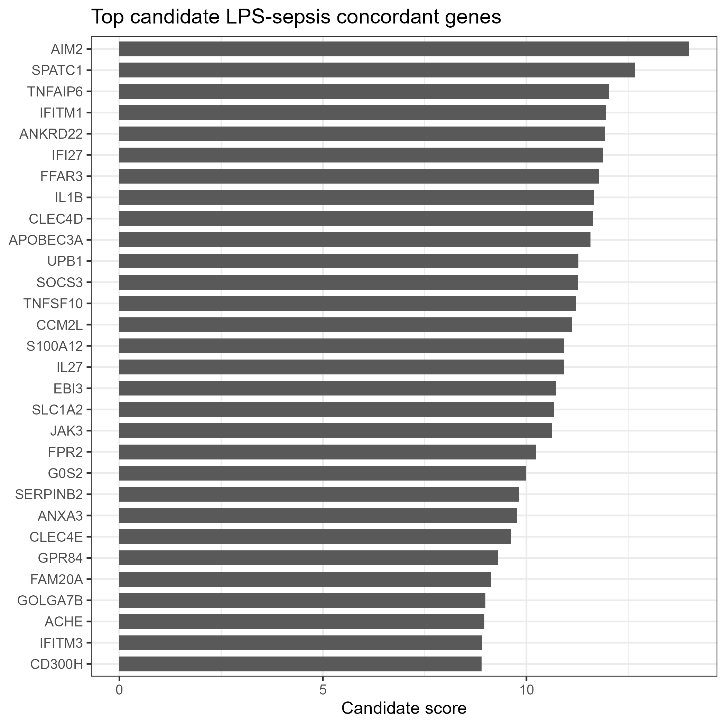 Top candidate LPS-sepsis concordant genes
AIM2
SPATC1
TNFAIP6
IFITM1
ANKRD22
IFI27
FFAR3
IL1B
CLEC4D
APOBEC3A
UPB1
SOCS3
TNFSF10
CCM2L
S100A12
IL27
EBI3
SLC1A2
JAK3
FPR2
G0S2
SERPINB2
ANXA3
CLEC4E
GPR84
FAM20A
GOLGA7B
ACHE
IFITM3
CD300H
0 5 10
Candidate score